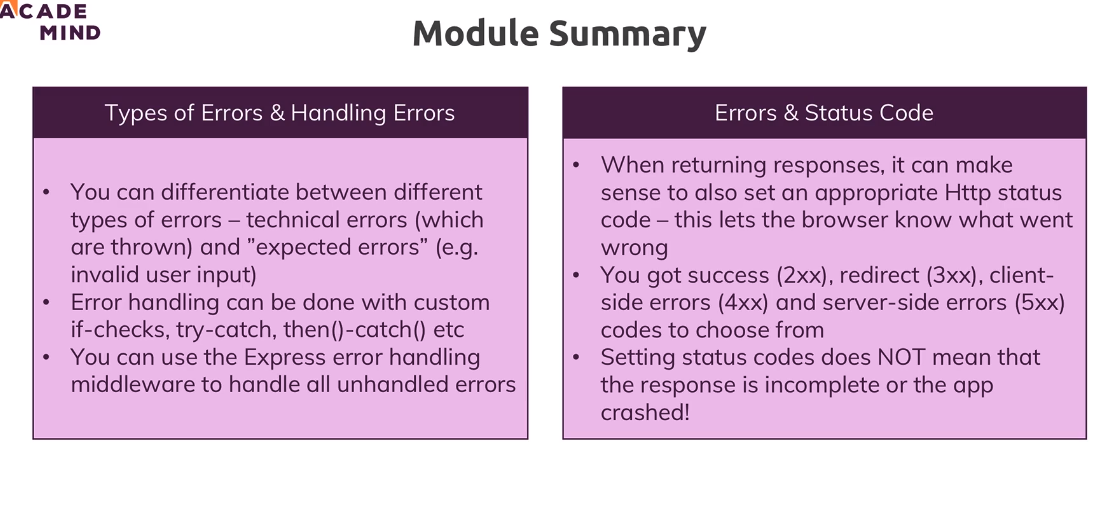 ACADE
MIND
Module Summary
Types of Errors & Handling Errors
• You can differentiate between different
types of errors – technical errors (which
are thrown) and ”expected errors” (e.g.
invalid user input)
• Error handling can be done with custom
if-checks, try-catch, then()-catch() etc
• You can use the Express error handling
middleware to handle all unhandled errors
Errors & Status Code
• When returning responses, it can make
sense to also set an appropriate Http status
code – this lets the browser know what went
wrong
• You got success (2xx), redirect (3xx), client-
side errors (4xx) and server-side errors (5xx)
codes to choose from
• Setting status codes does NOT mean that
the response is incomplete or the app
crashed!